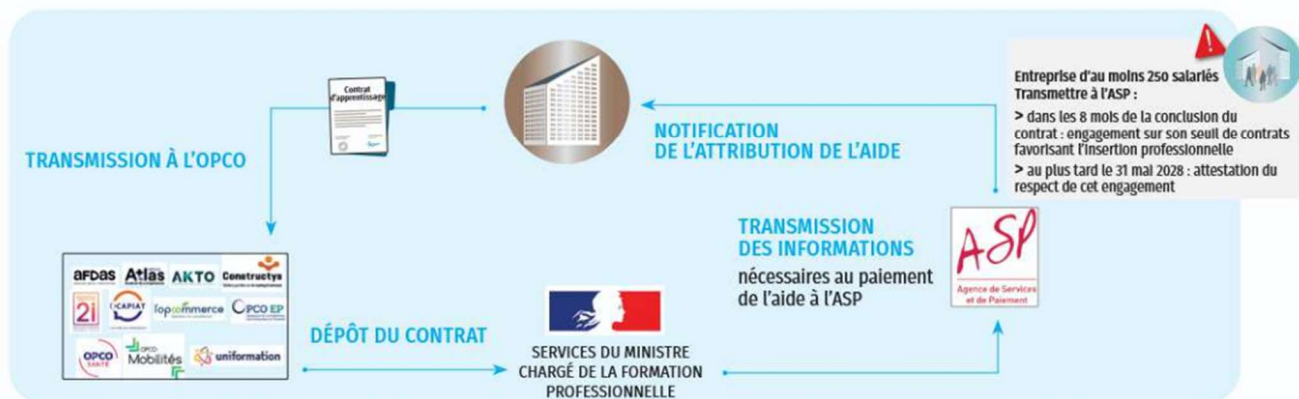 Contrat
d'apprentissage
TRANSMISSION À L'OPCO
NOTIFICATION
DE L'ATTRIBUTION DE L'AIDE
Entreprise d'au moins 250 salariés
Transmettre à l'ASP :
> dans les 8 mois de la conclusion du
contrat : engagement sur son seuil de contrats
favorisant l'insertion professionnelle
> au plus tard le 31 mai 2028 : attestation du
respect de cet engagement
TRANSMISSION
DES INFORMATIONS
nécessaires au paiement
de l'aide à l'ASP
ASP
Agence de Services
et de Paiement
afdas
Atlas
AKTO
Constructys
2i
OCAPIAT
l'opcommerce
OPCO EP
OPCO
SANTÉ
OPCO
Mobilités
uniformation
DÉPÔT DU CONTRAT
SERVICES DU MINISTRE
CHARGÉ DE LA FORMATION
PROFESSIONNELLE